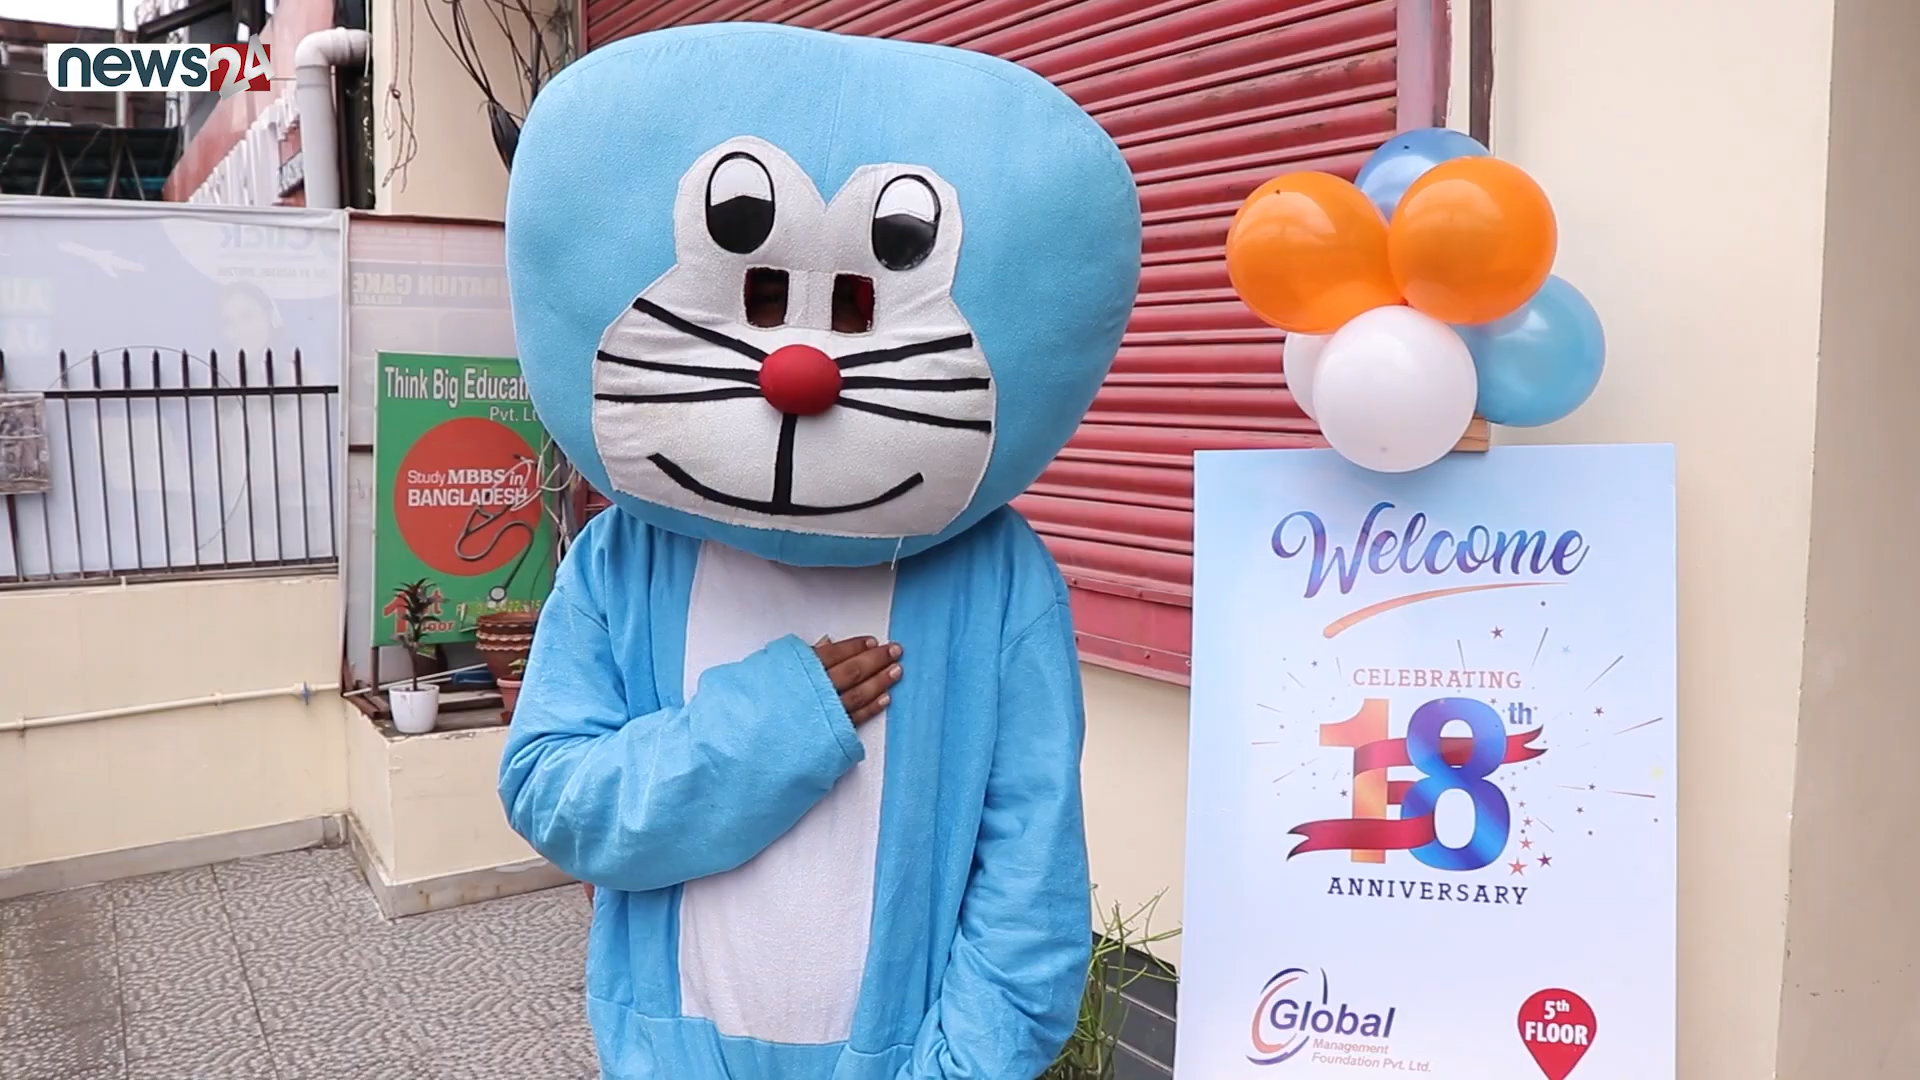 news24
Think Big Educati
Pvt. Lt
Study MBBS in
BANGLADESH
Welcome
CELEBRATING
18th
ANNIVERSARY
Global
Management
Foundation Pvt. Ltd.
5th
FLOOR